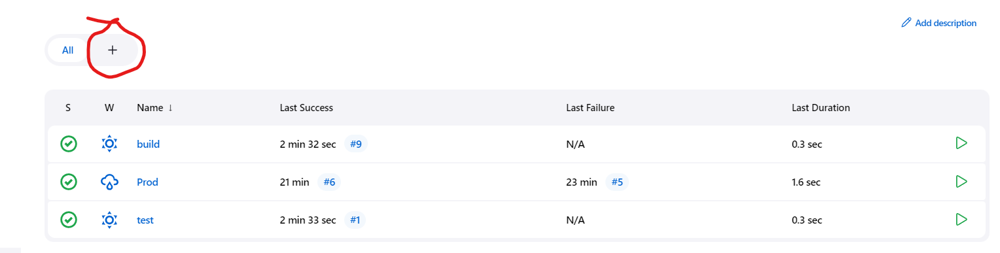 Add description
All +
S W Name ↓ Last Success Last Failure Last Duration
build 2 min 32 sec #9 N/A 0.3 sec
Prod 21 min #6 23 min #5 1.6 sec
test 2 min 33 sec #1 N/A 0.3 sec